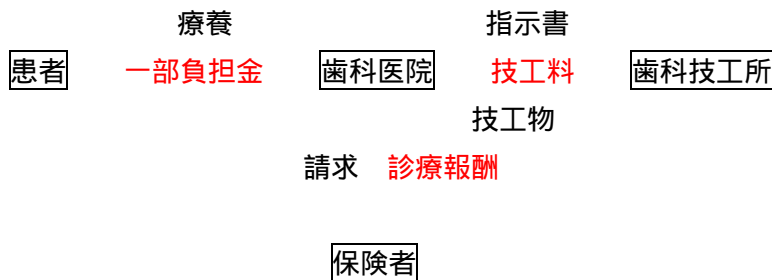 療養 指示書
患者 一部負担金 歯科医院 技工料 歯科技工所
技工物
請求 診療報酬
保険者